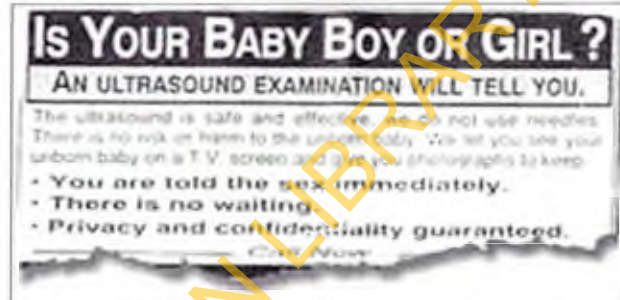 IS YOUR BABY BOY OR GIRL?
AN ULTRASOUND EXAMINATION WILL TELL YOU.
The ultrasound is safe and effective, we do not use needles.
There is no risk or harm to the unborn baby. We let you see your
unborn baby on a T.V. screen and give you photographs to keep.
- You are told the sex immediately.
- There is no waiting.
- Privacy and confidentiality guaranteed.
Call Now
N LIBRARY